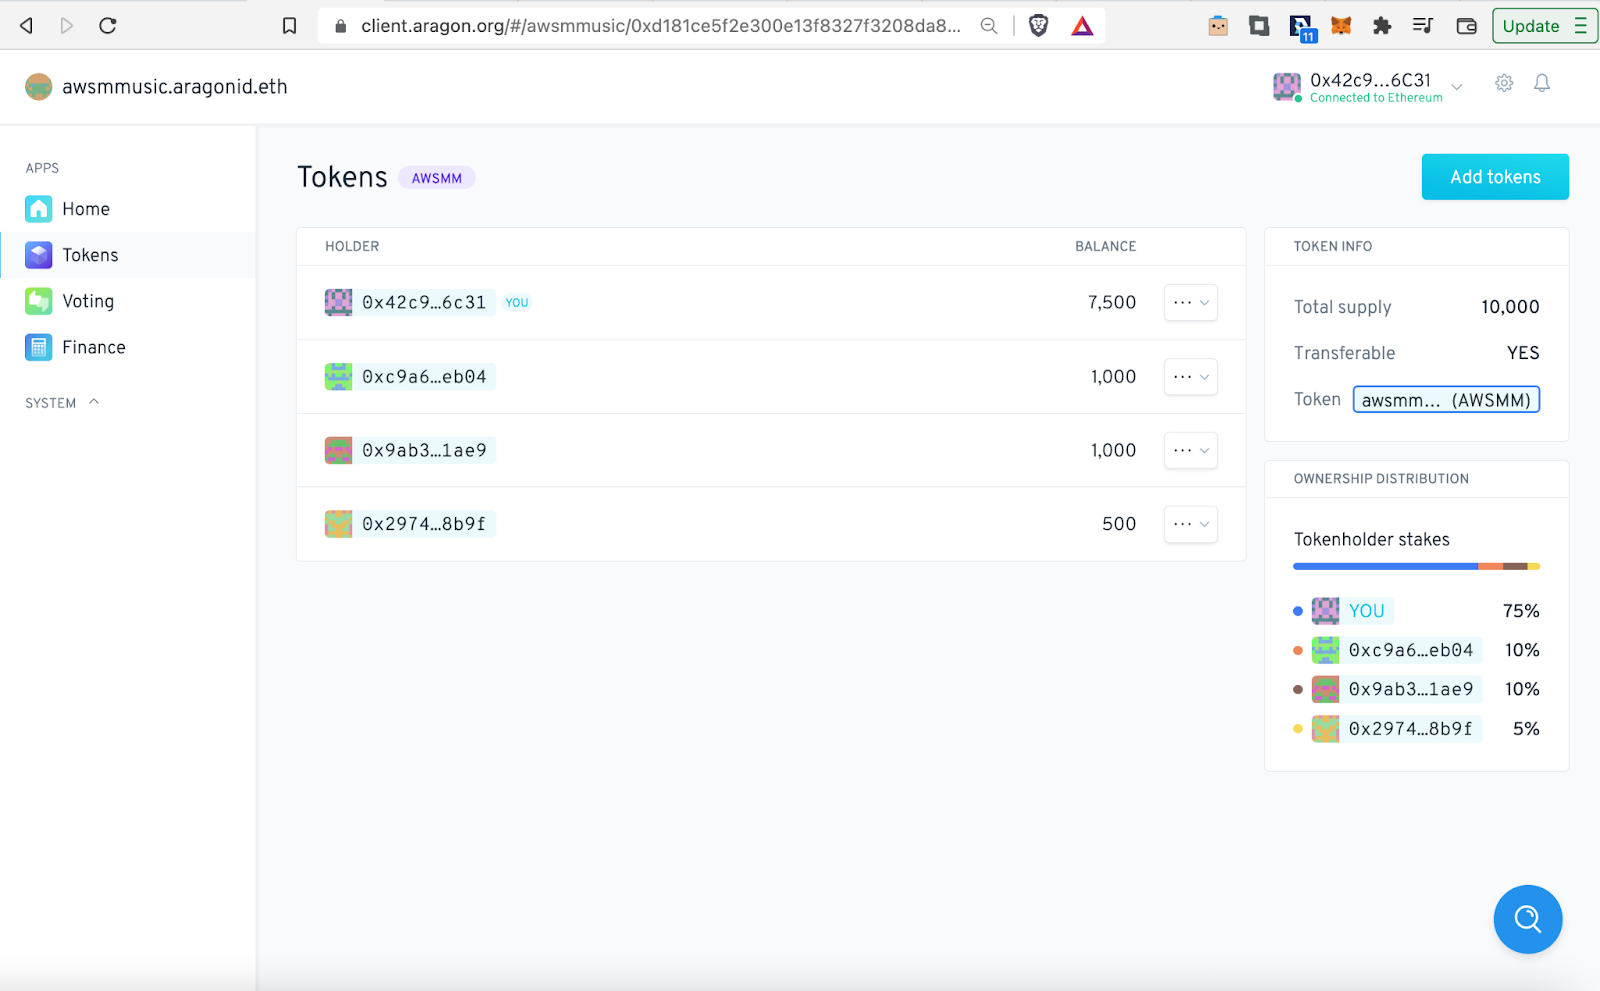 client.aragon.org/#/awsmmusic/0xd181ce5f2e300e13f8327f3208da8...
11
Update
awsmmusic.aragonid.eth
0x42c9...6C31
Connected to Ethereum
APPS
Home
Tokens
Voting
Finance
SYSTEM
Tokens AWSMM
Add tokens
HOLDER BALANCE
0x42c9…6c31 YOU 7,500
0xc9a6…eb04 1,000
0x9ab3…1ae9 1,000
0x2974…8b9f 500
TOKEN INFO
Total supply 10,000
Transferable YES
Token awsmm... (AWSMM)
OWNERSHIP DISTRIBUTION
Tokenholder stakes
YOU 75%
0xc9a6…eb04 10%
0x9ab3…1ae9 10%
0x2974…8b9f 5%